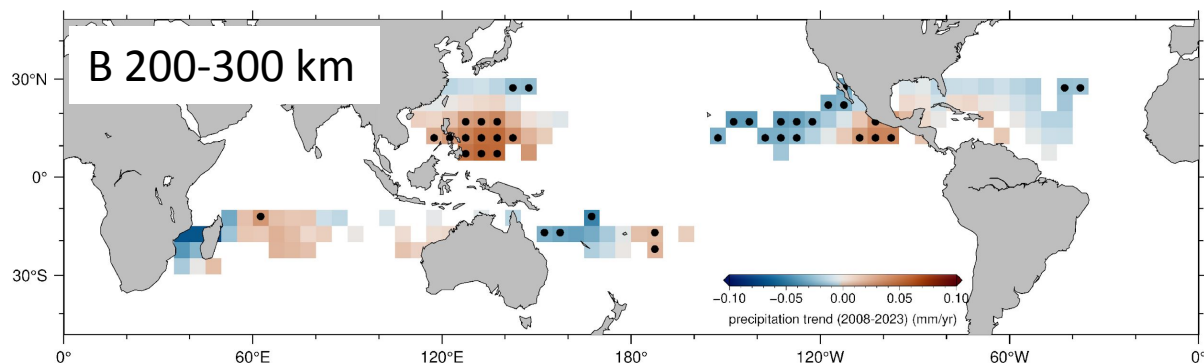 B 200-300 km
30°N
0°
30°S
−0.10 −0.05 0.00 0.05 0.10
precipitation trend (2008-2023) (mm/yr)
0° 60°E 120°E 180° 120°W 60°W 0°